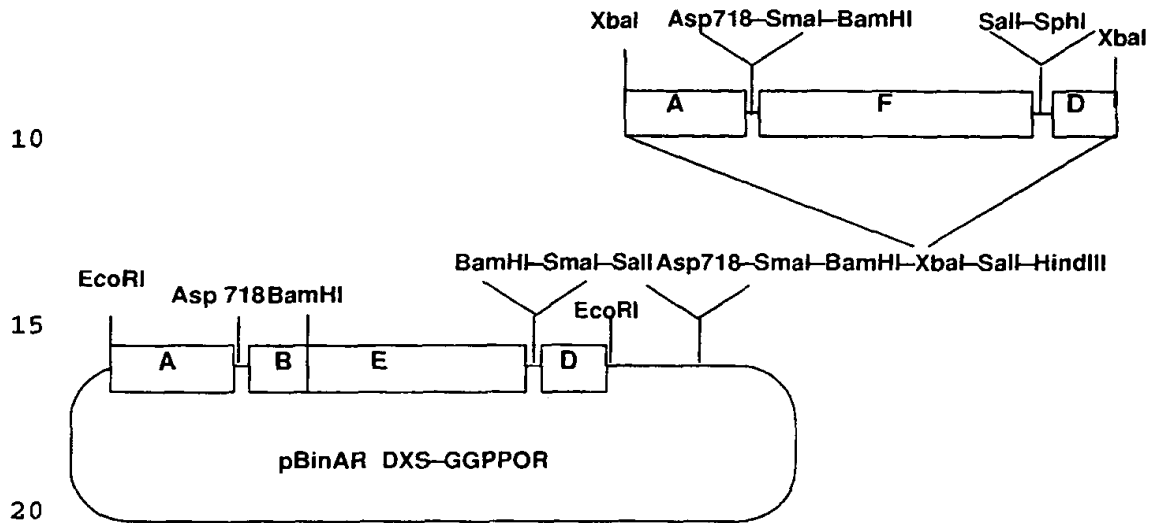 XbaI Asp718-SmaI-BamHI SalI-SphI XbaI
A F D
10
BamHI-SmaI-SalI Asp718-SmaI-BamHI-XbaI-SalI-HindIII
EcoRI Asp 718 BamHI EcoRI
15
A B E D
pBinAR DXS-GGPPOR
20